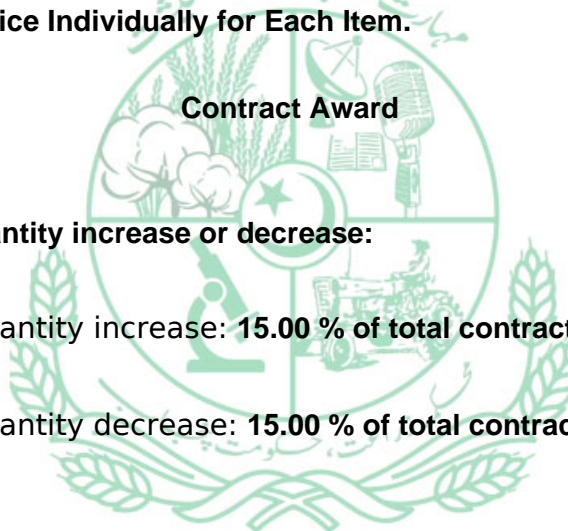 ice Individually for Each Item.
Contract Award
antity increase or decrease:
antity increase: 15.00 % of total contract
antity decrease: 15.00 % of total contrac